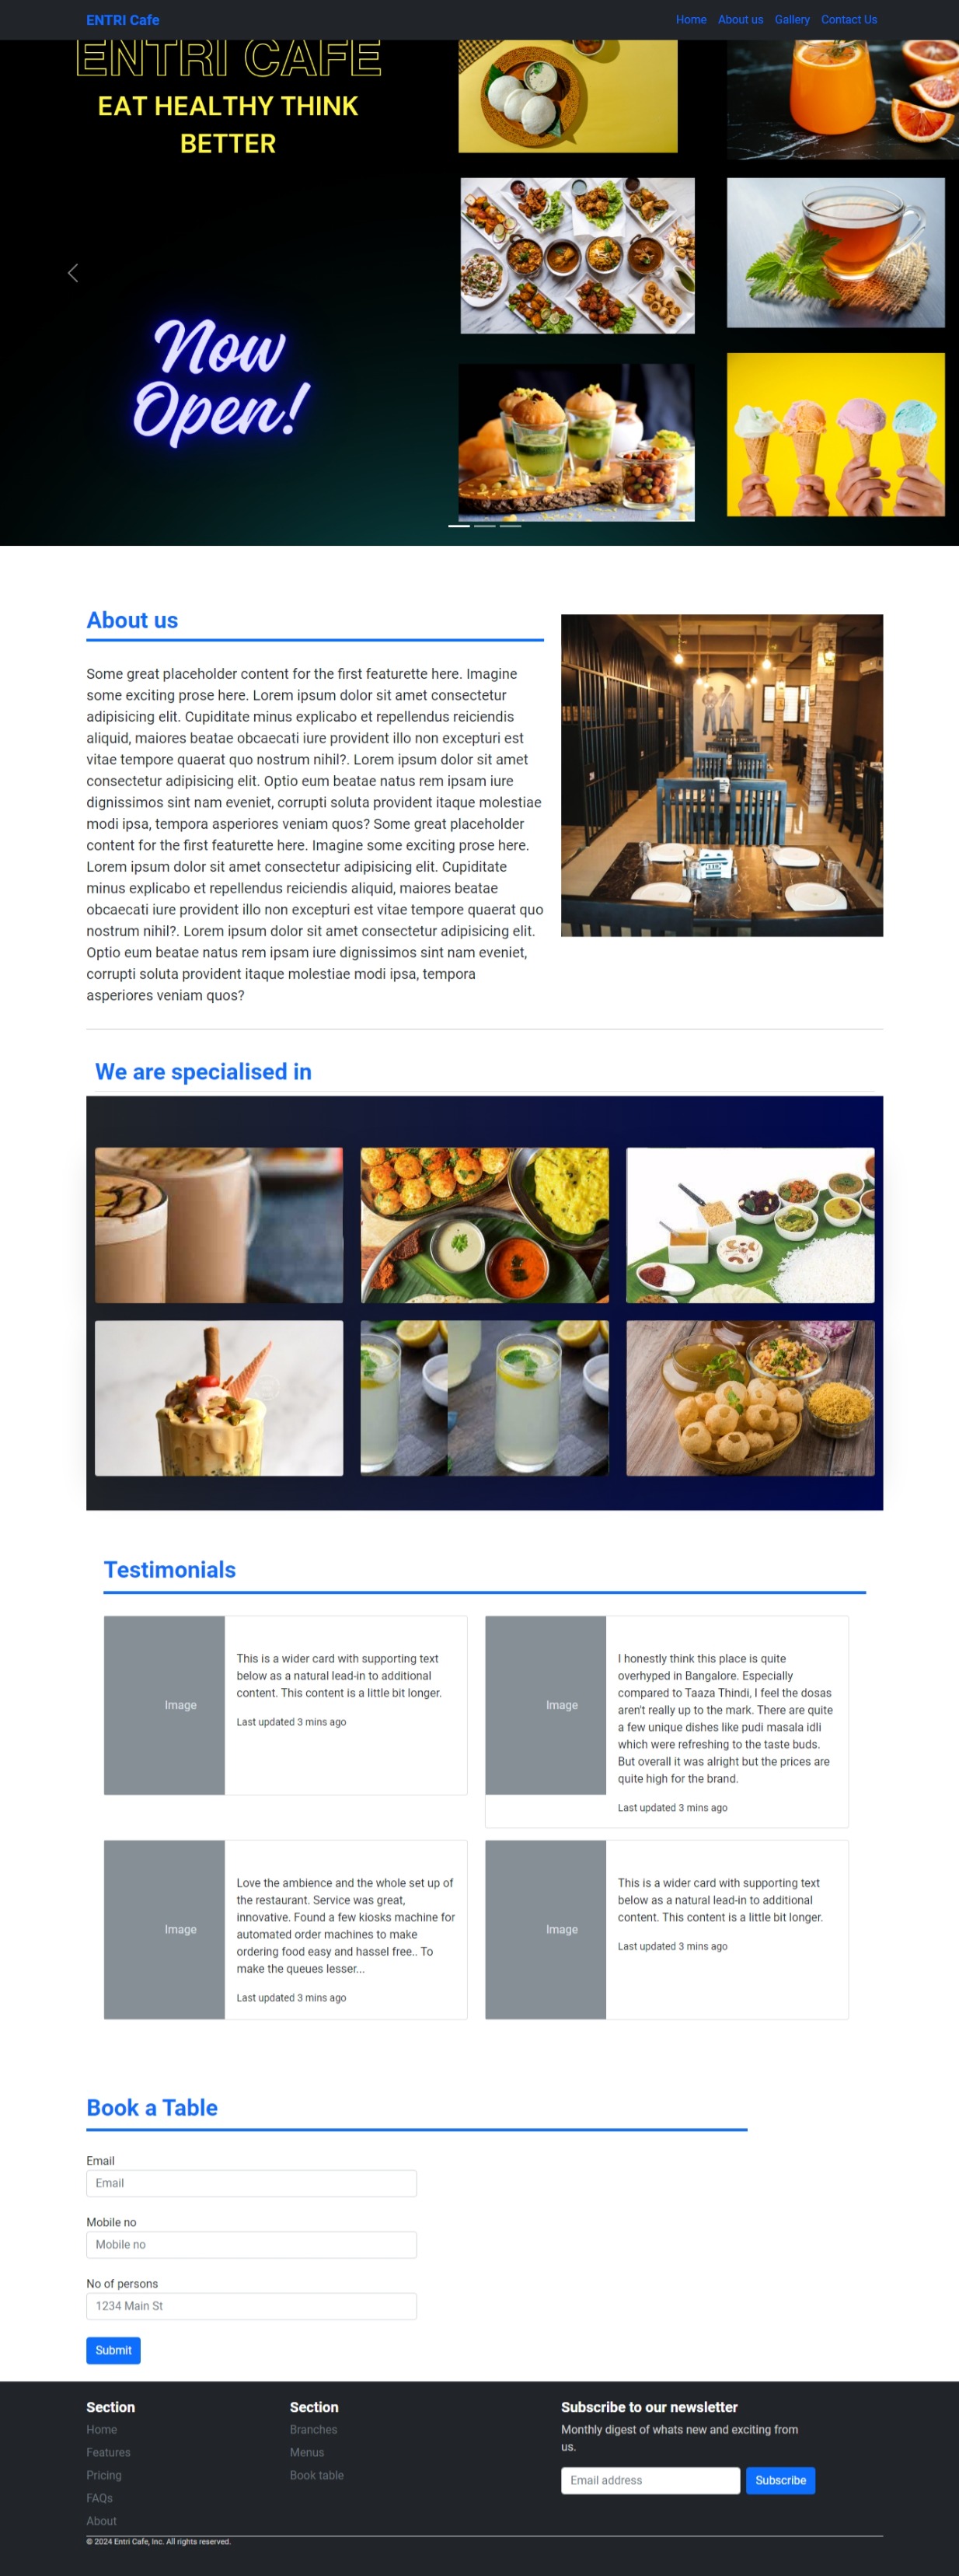 ENTRI Cafe
Home About us Gallery Contact Us
ENTRI CAFE
EAT HEALTHY THINK
BETTER
Now
Open!
About us
Some great placeholder content for the first featurette here. Imagine
some exciting prose here. Lorem ipsum dolor sit amet consectetur
adipisicing elit. Cupiditate minus explicabo et repellendus reiciendis
aliquid, maiores beatae obcaecati iure provident illo non excepturi est
vitae tempore quaerat quo nostrum nihil?. Lorem ipsum dolor sit amet
consectetur adipisicing elit. Optio eum beatae natus rem ipsam iure
dignissimos sint nam eveniet, corrupti soluta provident itaque molestiae
modi ipsa, tempora asperiores veniam quos? Some great placeholder
content for the first featurette here. Imagine some exciting prose here.
Lorem ipsum dolor sit amet consectetur adipisicing elit. Cupiditate
minus explicabo et repellendus reiciendis aliquid, maiores beatae
obcaecati iure provident illo non excepturi est vitae tempore quaerat quo
nostrum nihil?. Lorem ipsum dolor sit amet consectetur adipisicing elit.
Optio eum beatae natus rem ipsam iure dignissimos sint nam eveniet,
corrupti soluta provident itaque molestiae modi ipsa, tempora
asperiores veniam quos?
We are specialised in
Testimonials
Image
This is a wider card with supporting text
below as a natural lead-in to additional
content. This content is a little bit longer.
Last updated 3 mins ago
Image
I honestly think this place is quite
overhyped in Bangalore. Especially
compared to Taaza Thindi, I feel the dosas
aren't really up to the mark. There are quite
a few unique dishes like pudi masala idli
which were refreshing to the taste buds.
But overall it was alright but the prices are
quite high for the brand.
Last updated 3 mins ago
Image
Love the ambience and the whole set up of
the restaurant. Service was great,
innovative. Found a few kiosks machine for
automated order machines to make
ordering food easy and hassel free.. To
make the queues lesser...
Last updated 3 mins ago
Image
This is a wider card with supporting text
below as a natural lead-in to additional
content. This content is a little bit longer.
Last updated 3 mins ago
Book a Table
Email
Email
Mobile no
Mobile no
No of persons
1234 Main St
Submit
Section
Home
Features
Pricing
FAQs
About
Section
Branches
Menus
Book table
Subscribe to our newsletter
Monthly digest of whats new and exciting from
us.
Email address
Subscribe
© 2024 Entri Cafe, Inc. All rights reserved.